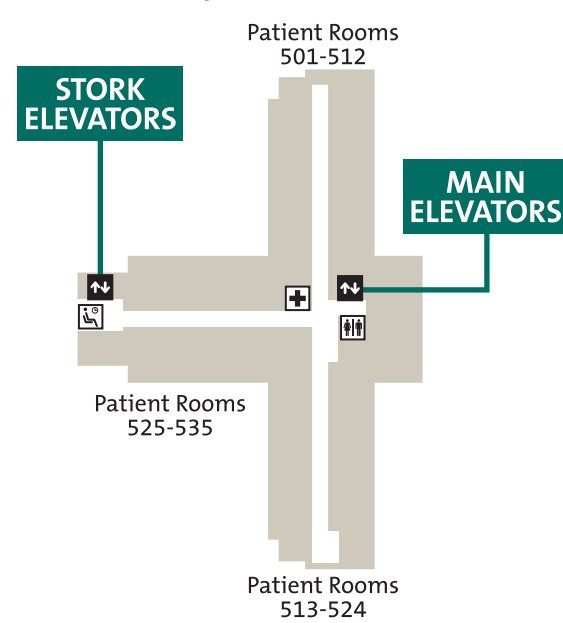 Patient Rooms
501-512
STORK
ELEVATORS
MAIN
ELEVATORS
Patient Rooms
525-535
Patient Rooms
513-524